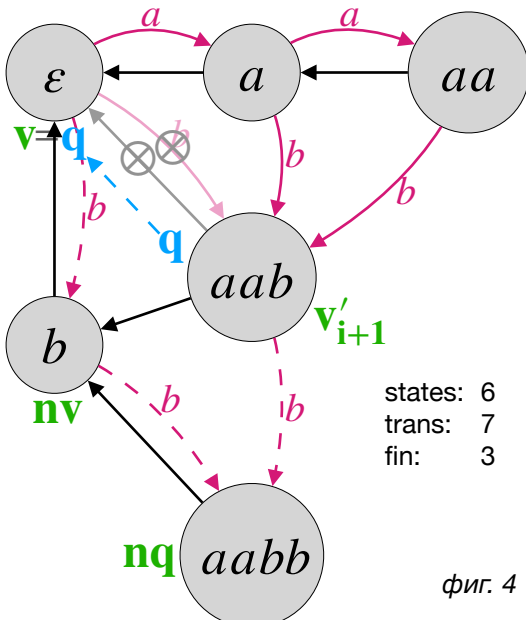 a a
ε a aa
b
v=q
b b b
q
aab
v′i+1
b
nv
b b
states: 6
trans: 7
fin: 3
nq
aabb
фиг. 4